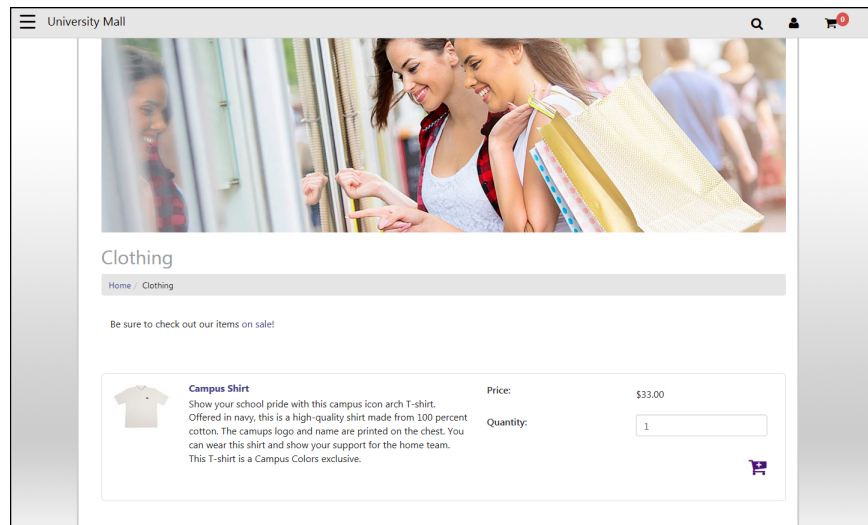 University Mall
0
Clothing
Home / Clothing
Be sure to check out our items on sale!
Campus Shirt
Show your school pride with this campus icon arch T-shirt.
Offered in navy, this is a high-quality shirt made from 100 percent
cotton. The camups logo and name are printed on the chest. You
can wear this shirt and show your support for the home team.
This T-shirt is a Campus Colors exclusive.
Price:
$33.00
Quantity:
1